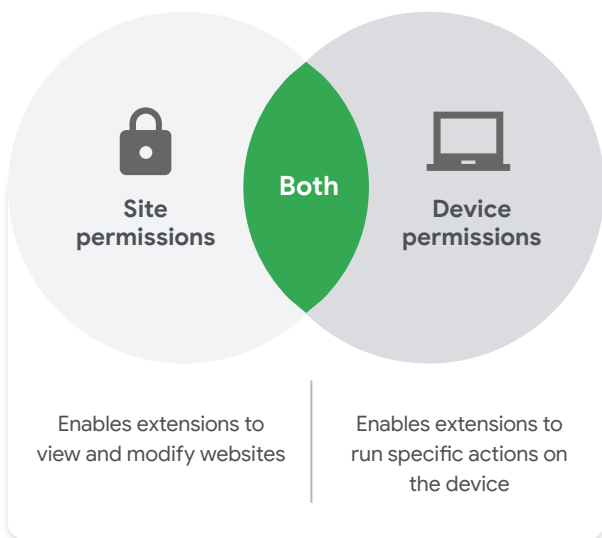 Both
Site
permissions
Device
permissions
Enables extensions to
view and modify websites
Enables extensions to
run specific actions on
the device